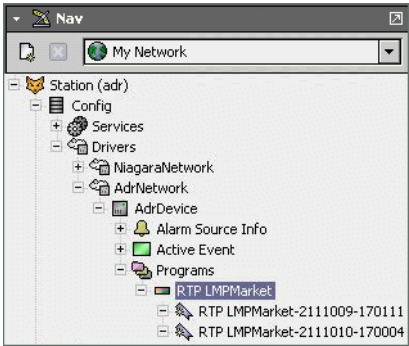 Nav
My Network
Station (adr)
Config
Services
Drivers
NiagaraNetwork
AdrNetwork
AdrDevice
Alarm Source Info
Active Event
Programs
RTP LMPMarket
RTP LMPMarket-2111009-170111
RTP LMPMarket-2111010-170004